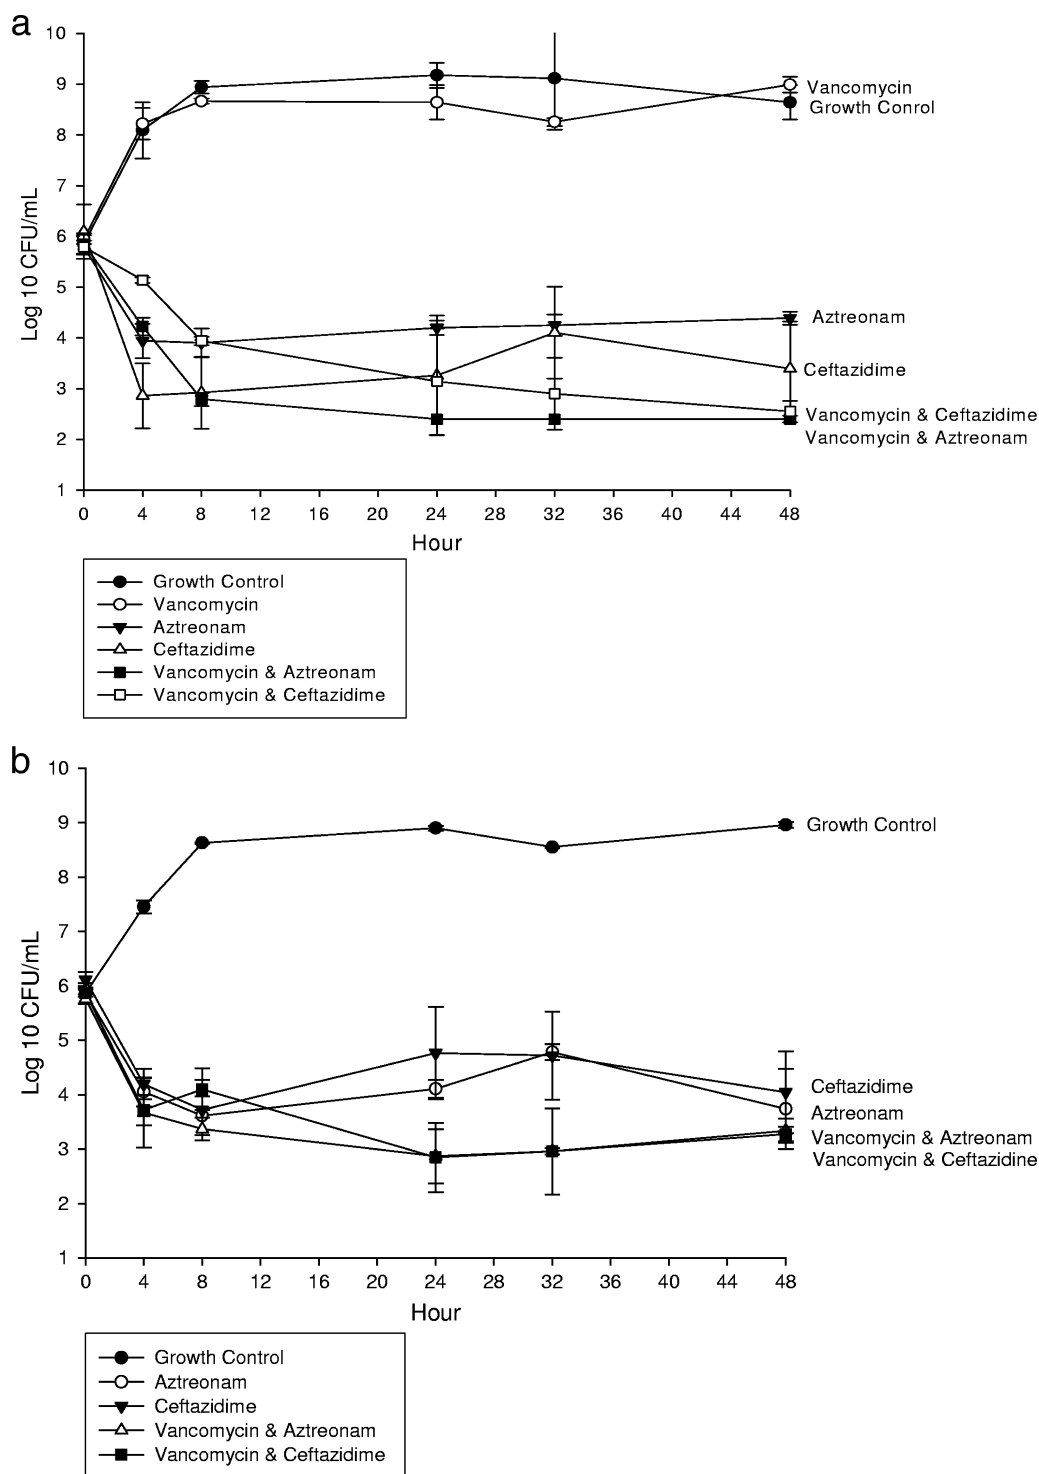 a
10
9
8
7
6
5
4
3
2
1
Log 10 CFU/mL
0 4 8 12 16 20 24 28 32 36 40 44 48
Hour
Vancomycin
Growth Conrol
Aztreonam
Ceftazidime
Vancomycin & Ceftazidime
Vancomycin & Aztreonam
Growth Control
Vancomycin
Aztreonam
Ceftazidime
Vancomycin & Aztreonam
Vancomycin & Ceftazidime
b
10
9
8
7
6
5
4
3
2
1
Log 10 CFU/mL
0 4 8 12 16 20 24 28 32 36 40 44 48
Hour
Growth Control
Ceftazidime
Aztreonam
Vancomycin & Aztreonam
Vancomycin & Ceftazidine
Growth Control
Aztreonam
Ceftazidime
Vancomycin & Aztreonam
Vancomycin & Ceftazidime